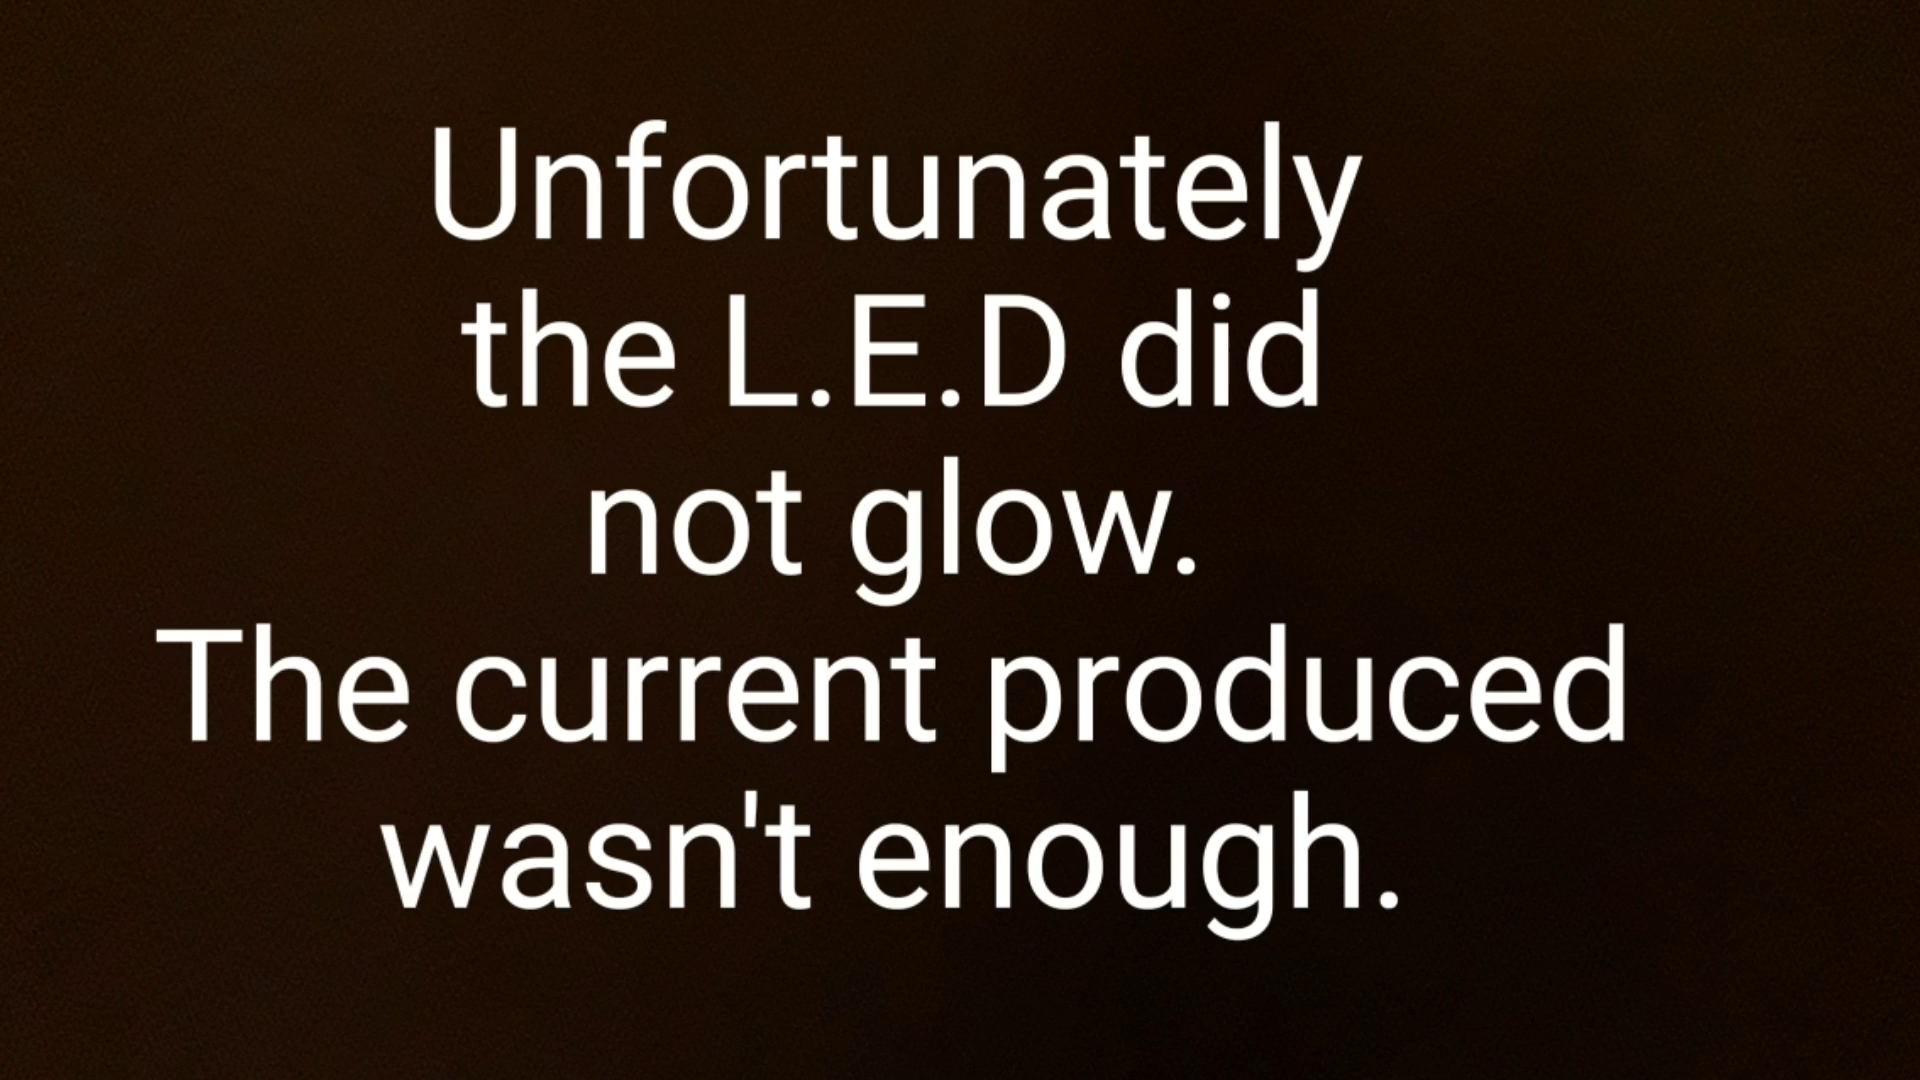 Unfortunately
the L.E.D did
not glow.
The current produced
wasn't enough.